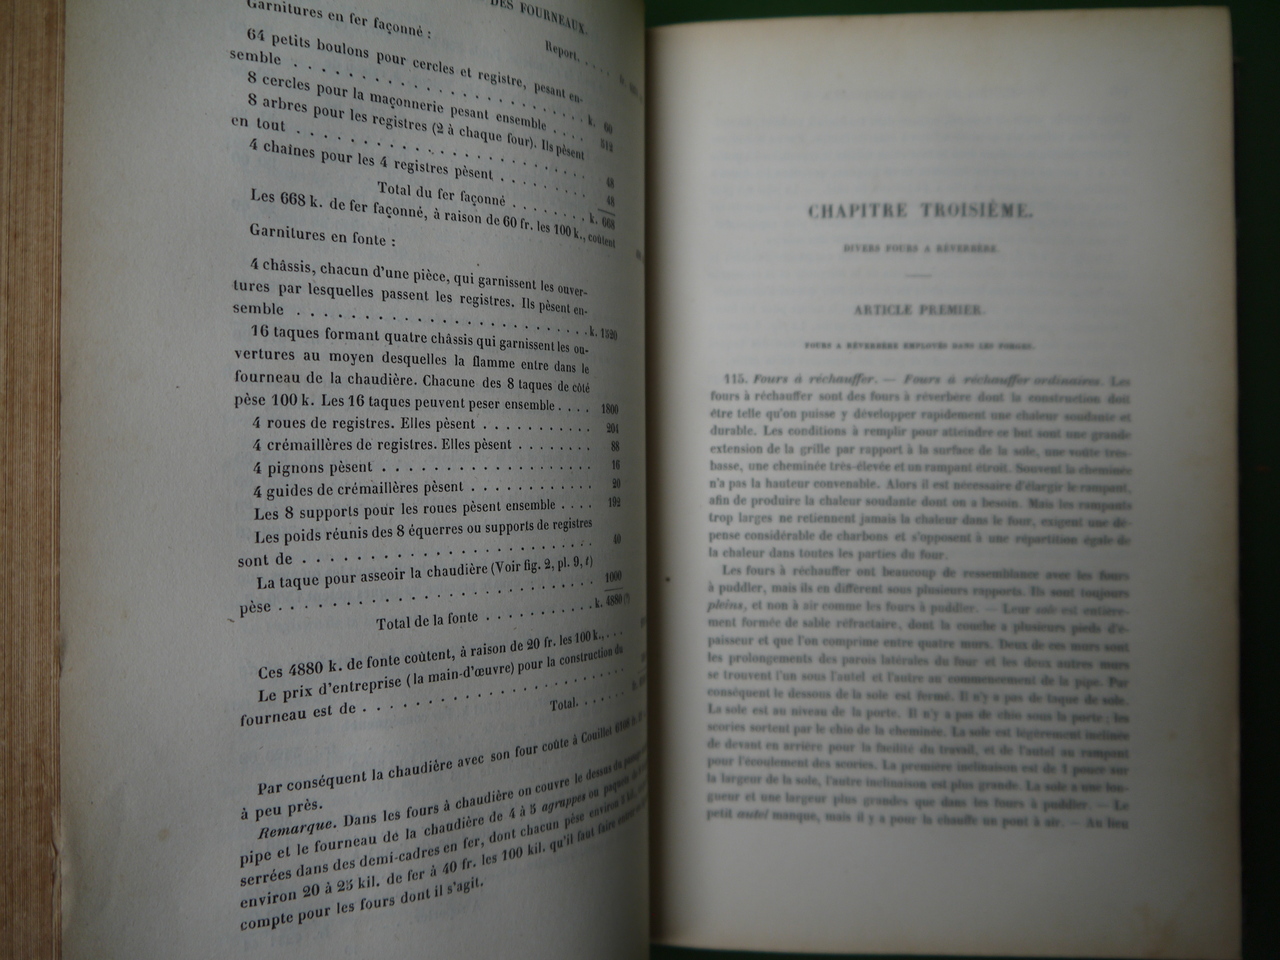 DES FOURNEAUX.
Report. . . . .
Garnitures en fer façonné :
64 petits boulons pour cercles et registre, pesant en-
semble . . . . . . . . . . . . . . . . . . . . . k. 60
8 cercles pour la maçonnerie pesant ensemble . . . . 512
8 arbres pour les registres (2 à chaque four). Ils pèsent
en tout . . . . . . . . . . . . . . . . . . . . 48
4 chaînes pour les 4 registres pèsent . . . . . . . . . 48
Total du fer façonné . . . . . . . . k. 668
Les 668 k. de fer façonné, à raison de 60 fr. les 100 k., coûtent
Garnitures en fonte :
4 châssis, chacun d'une pièce, qui garnissent les ouver-
tures par lesquelles passent les registres. Ils pèsent en-
semble . . . . . . . . . . . . . . . . . . . . . . k. 1520
16 taques formant quatre châssis qui garnissent les ou-
vertures au moyen desquelles la flamme entre dans le
fourneau de la chaudière. Chacune des 8 taques de côté
pèse 100 k. Les 16 taques peuvent peser ensemble . . . . 1800
4 roues de registres. Elles pèsent . . . . . . . . . . . 204
4 crémaillères de registres. Elles pèsent . . . . . . . 88
4 pignons pèsent . . . . . . . . . . . . . . . . . 16
4 guides de crémaillères pèsent . . . . . . . . . . . 20
Les 8 supports pour les roues pèsent ensemble . . . . 192
Les poids réunis des 8 équerres ou supports de registres
sont de . . . . . . . . . . . . . . . . . . . . . 40
La taque pour asseoir la chaudière (Voir fig. 2, pl. 9, t)
pèse . . . . . . . . . . . . . . . . . . . . . . 1000
Total de la fonte . . . . . . . . . . k. 4880 (¹)
Ces 4880 k. de fonte coûtent, à raison de 20 fr. les 100 k., . . .
Le prix d'entreprise (la main-d'œuvre) pour la construction du
fourneau est de . . . . . . . . . . . . . . . . . . . .
Total. . . . . .
Par conséquent la chaudière avec son four coûte à Couillet
à peu près.
Remarque. Dans les fours à chaudière on couvre le dessus du
pipe et le fourneau de la chaudière de 4 à 5 agrappes ou paquets
serrées dans des demi-cadres en fer, dont chacun pèse environ 5 kil.
environ 20 à 25 kil. de fer à 40 fr. les 100 kil. qu'il faut faire
compte pour les fours dont il s'agit.
CHAPITRE TROISIÈME.
DIVERS FOURS A RÉVERBÈRE.
ARTICLE PREMIER.
FOURS A RÉVERBÈRE EMPLOYÉS DANS LES FORGES.
115. Fours à réchauffer. — Fours à réchauffer ordinaires. Les
fours à réchauffer sont des fours à réverbère dont la construction doit
être telle qu'on puisse y développer rapidement une chaleur soudante et
durable. Les conditions à remplir pour atteindre ce but sont une grande
extension de la grille par rapport à la surface de la sole, une voûte très-
basse, une cheminée très-élevée et un rampant étroit. Souvent la cheminée
n'a pas la hauteur convenable. Alors il est nécessaire d'élargir le rampant,
afin de produire la chaleur soudante dont on a besoin. Mais les rampants
trop larges ne retiennent jamais la chaleur dans le four, exigent une dé-
pense considérable de charbons et s'opposent à une répartition égale de
la chaleur dans toutes les parties du four.
Les fours à réchauffer ont beaucoup de ressemblance avec les fours
à puddler, mais ils en diffèrent sous plusieurs rapports. Ils sont toujours
pleins, et non à air comme les fours à puddler. — Leur sole est entière-
ment formée de sable réfractaire, dont la couche a plusieurs pieds d'é-
paisseur et que l'on comprime entre quatre murs. Deux de ces murs sont
les prolongements des parois latérales du four et les deux autres murs
se trouvent l'un sous l'autel et l'autre au commencement de la pipe. Par
conséquent le dessous de la sole est fermé. Il n'y a pas de taque de sole.
La sole est au niveau de la porte. Il n'y a pas de chio sous la porte ; les
scories sortent par le chio de la cheminée. La sole est légèrement inclinée
de devant en arrière pour la facilité du travail, et de l'autel au rampant
pour l'écoulement des scories. La première inclinaison est de 1 pouce sur
la largeur de la sole, l'autre inclinaison est plus grande. La sole a une lon-
gueur et une largeur plus grandes que dans les fours à puddler. — Le
petit autel manque, mais il y a pour la chauffe un pont à air. — Au lieu